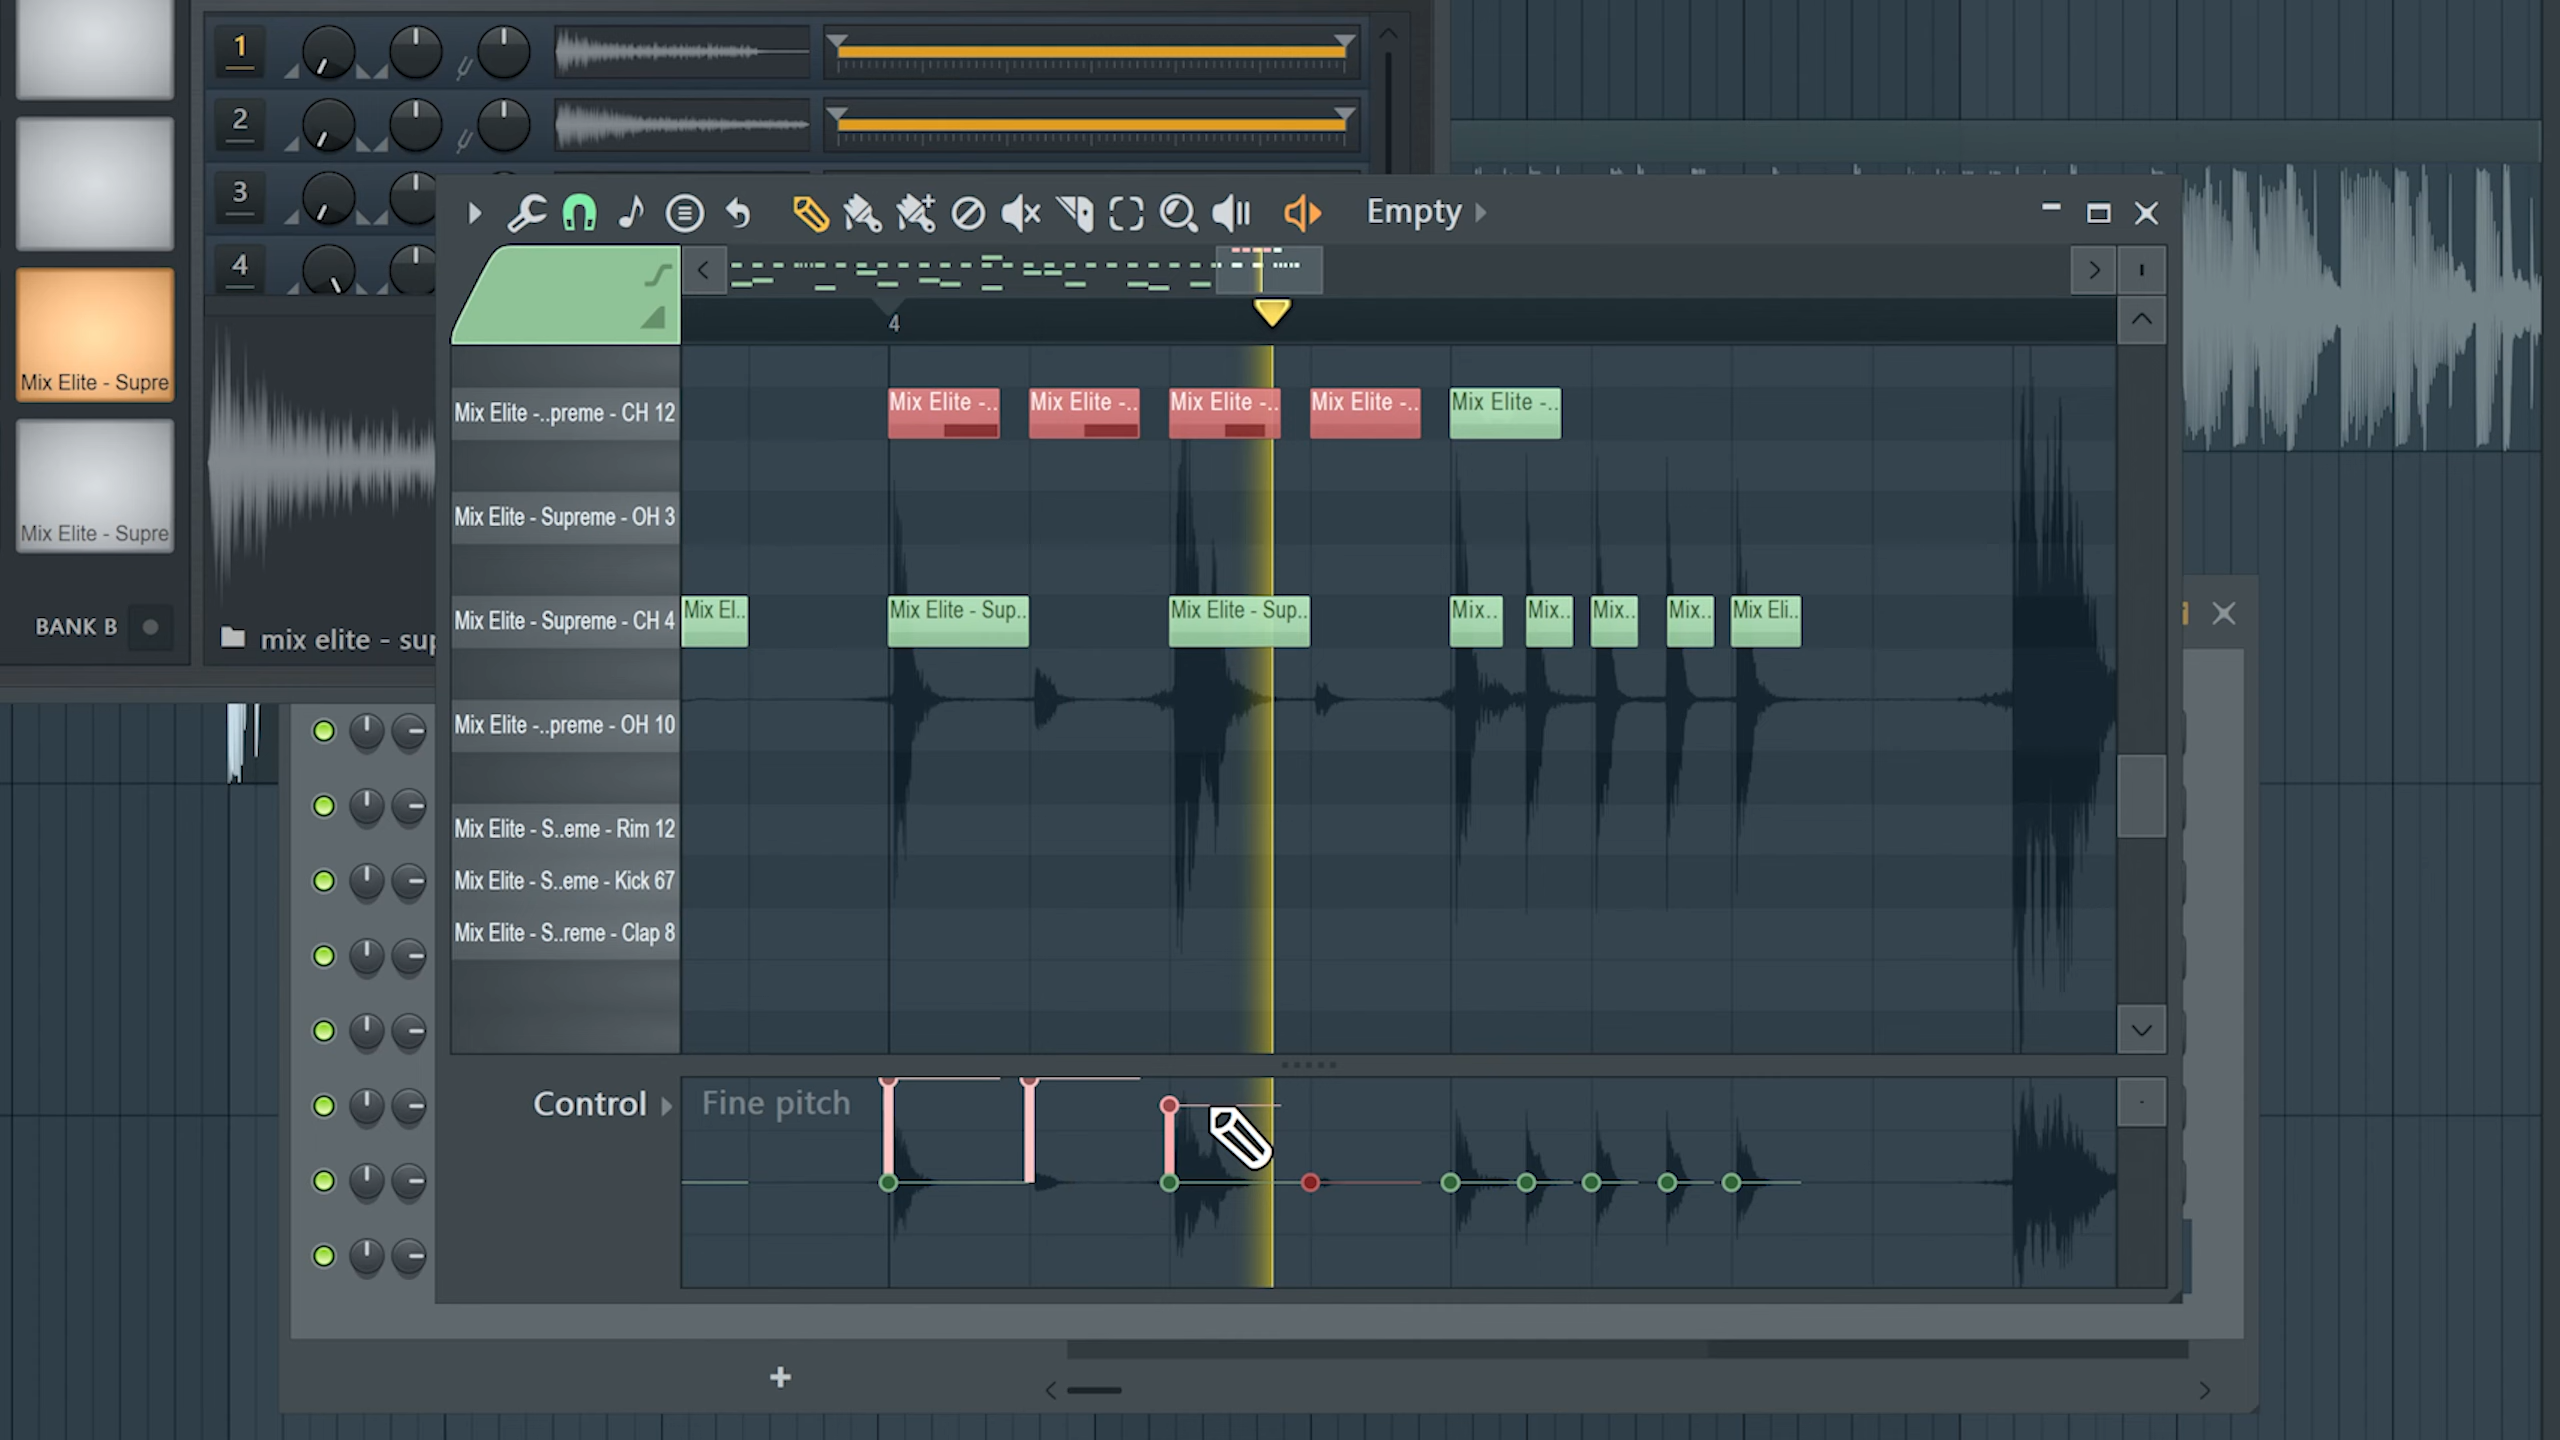 1
2
3
4
Empty
4
Mix Elite - Supre
Mix Elite -..preme - CH 12
Mix Elite -..
Mix Elite -..
Mix Elite -..
Mix Elite -..
Mix Elite -..
Mix Elite - Supreme - OH 3
Mix Elite - Supre
Mix Elite - Supreme - CH 4
Mix El..
Mix Elite - Sup..
Mix Elite - Sup..
Mix..
Mix..
Mix..
Mix..
Mix Eli..
BANK B
mix elite - sup
Mix Elite -..preme - OH 10
Mix Elite - S..eme - Rim 12
Mix Elite - S..eme - Kick 67
Mix Elite - S..reme - Clap 8
Control
Fine pitch